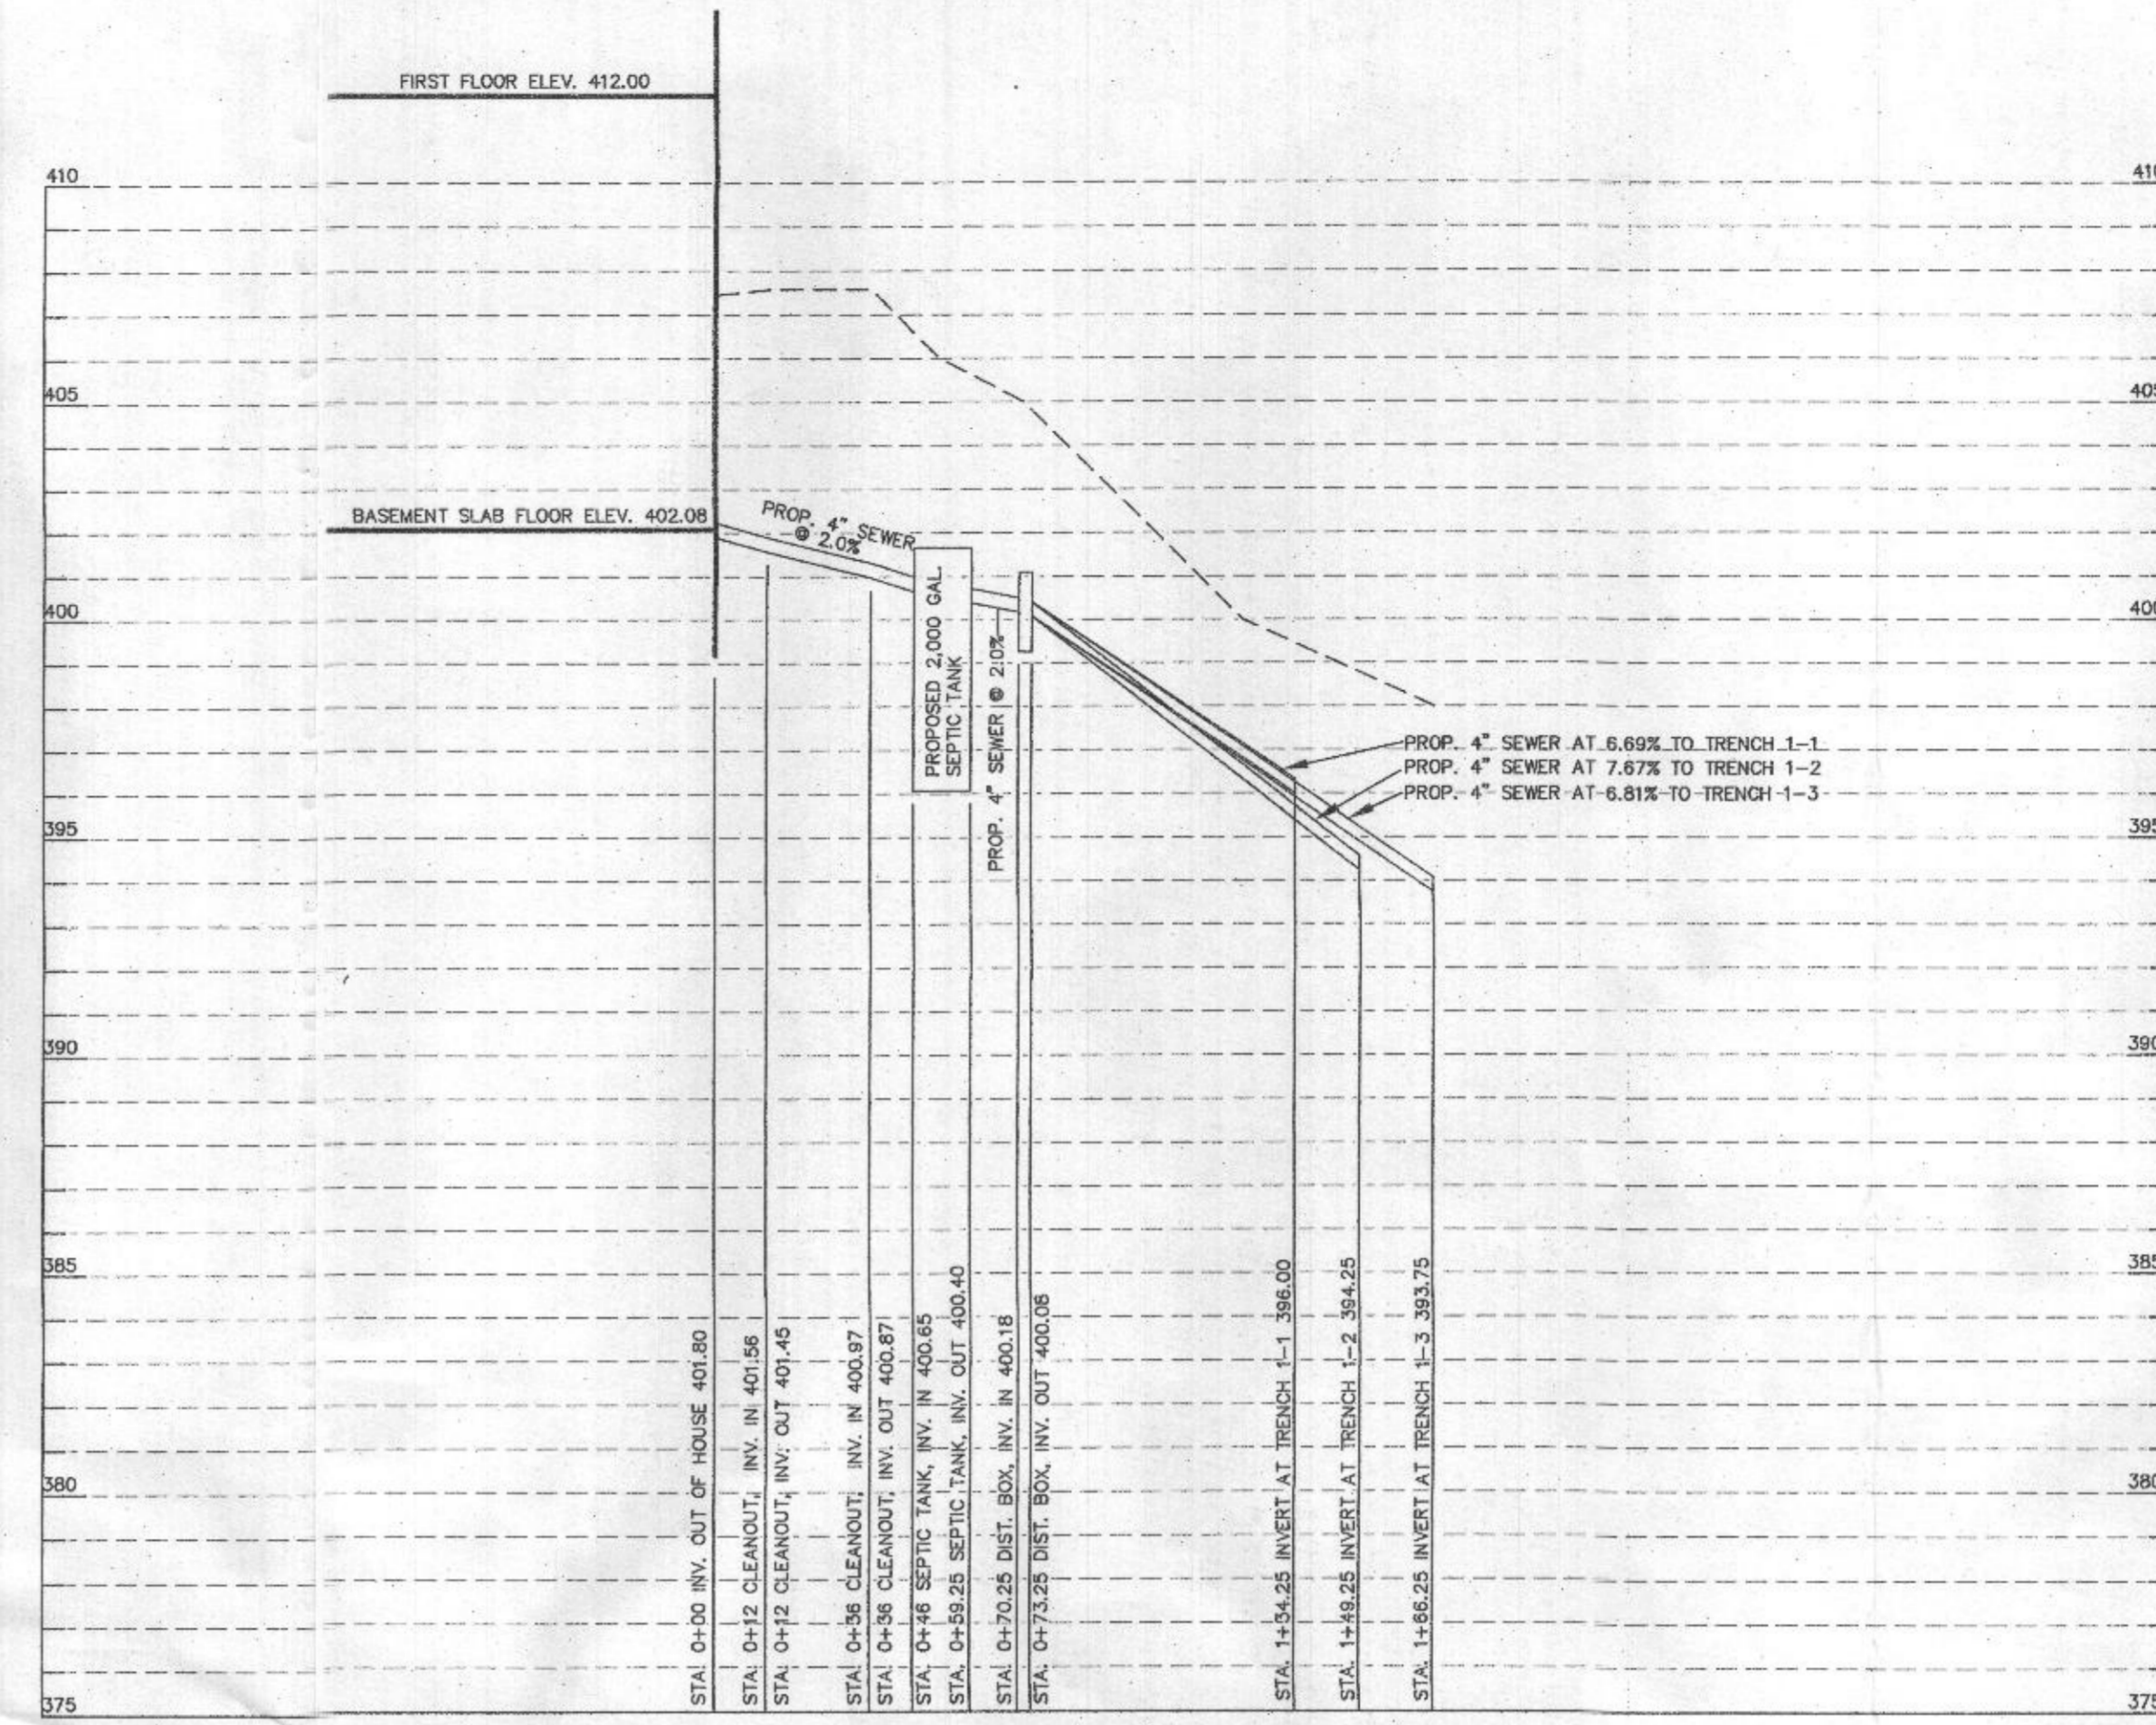 FIRST FLOOR ELEV. 412.00
410
410
405
405
BASEMENT SLAB FLOOR ELEV. 402.08
PROP. 4" SEWER
@ 2.0%
400
400
PROPOSED 2,000 GAL.
SEPTIC TANK
PROP. 4" SEWER @ 2.0%
PROP. 4" SEWER AT 6.69% TO TRENCH 1-1
PROP. 4" SEWER AT 7.67% TO TRENCH 1-2
PROP. 4" SEWER AT 6.81% TO TRENCH 1-3
395
395
390
390
385
385
380
380
375
375
STA. 0+00 INV. OUT OF HOUSE 401.80
STA. 0+12 CLEANOUT, INV. IN 401.56
STA. 0+12 CLEANOUT, INV. OUT 401.45
STA. 0+36 CLEANOUT, INV. IN 400.97
STA. 0+36 CLEANOUT, INV. OUT 400.87
STA. 0+46 SEPTIC TANK, INV. IN 400.65
STA. 0+59.25 SEPTIC TANK, INV. OUT 400.40
STA. 0+70.25 DIST. BOX, INV. IN 400.18
STA. 0+73.25 DIST. BOX, INV. OUT 400.08
STA. 1+34.25 INVERT AT TRENCH 1-1 396.00
STA. 1+49.25 INVERT AT TRENCH 1-2 394.25
STA. 1+66.25 INVERT AT TRENCH 1-3 393.75